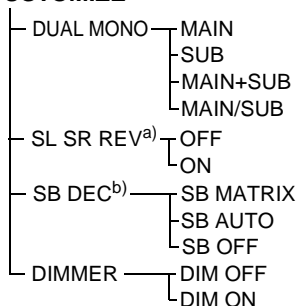 DUAL MONO MAIN
SUB
MAIN+SUB
MAIN/SUB
SL SR REVa) OFF
ON
SB DECb) SB MATRIX
SB AUTO
SB OFF
DIMMER DIM OFF
DIM ON